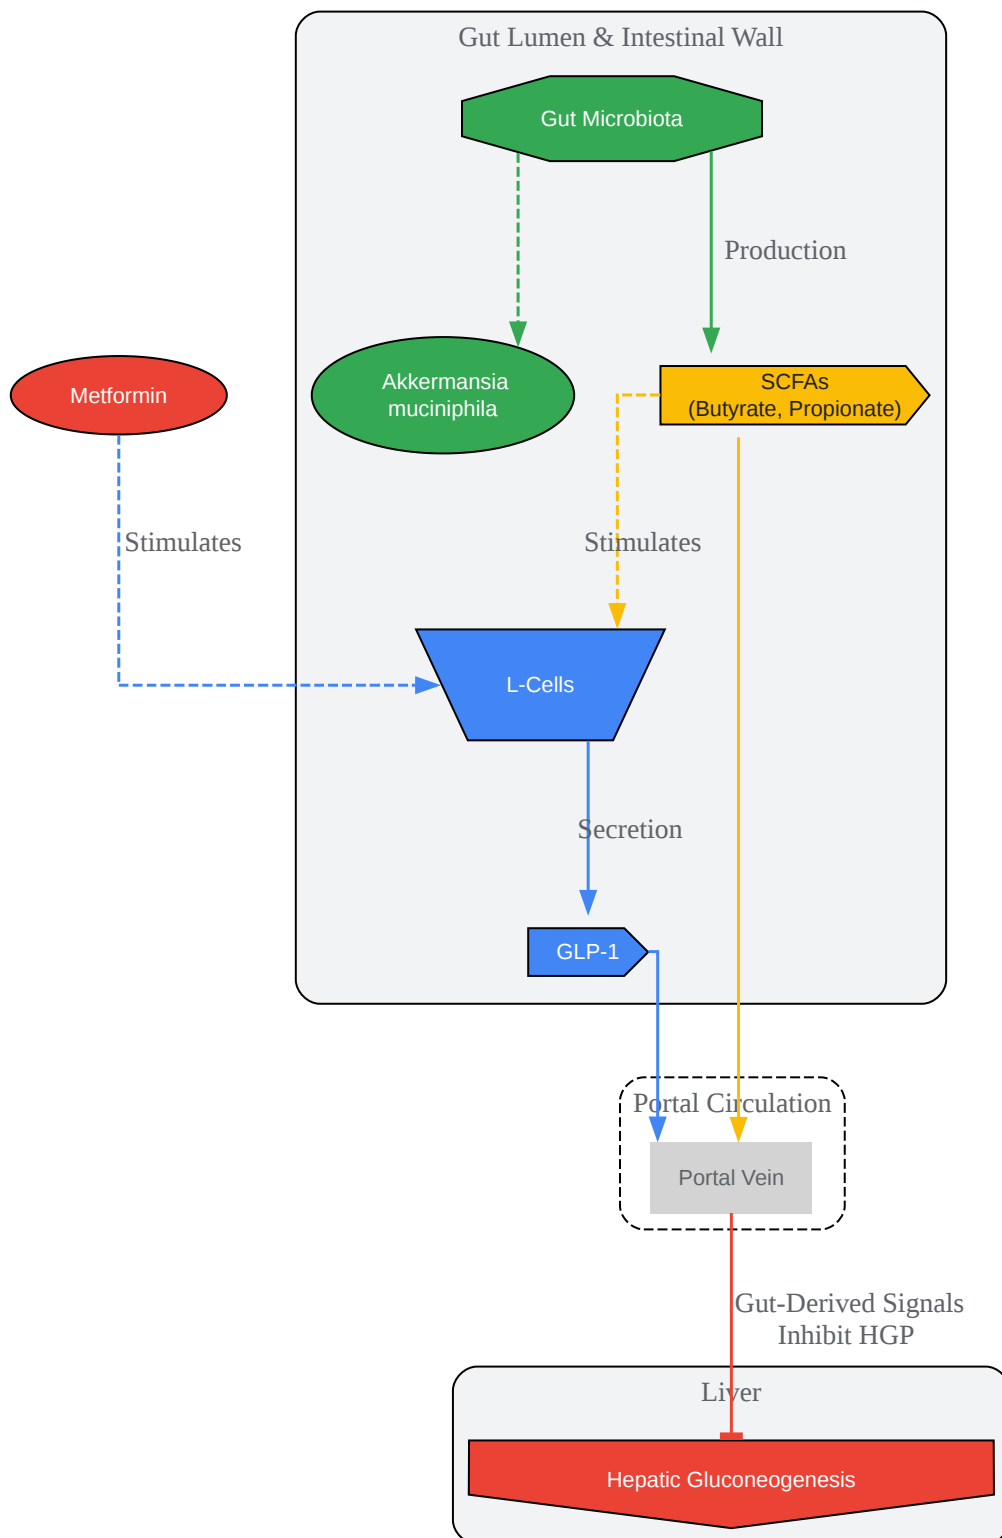 Gut Lumen & Intestinal Wall
Gut Microbiota
Production
Metformin
Akkermansia
muciniphila
SCFAs
(Butyrate, Propionate)
Stimulates
Stimulates
L-Cells
Secretion
GLP-1
Portal Circulation
Portal Vein
Gut-Derived Signals
Inhibit HGP
Liver
Hepatic Gluconeogenesis